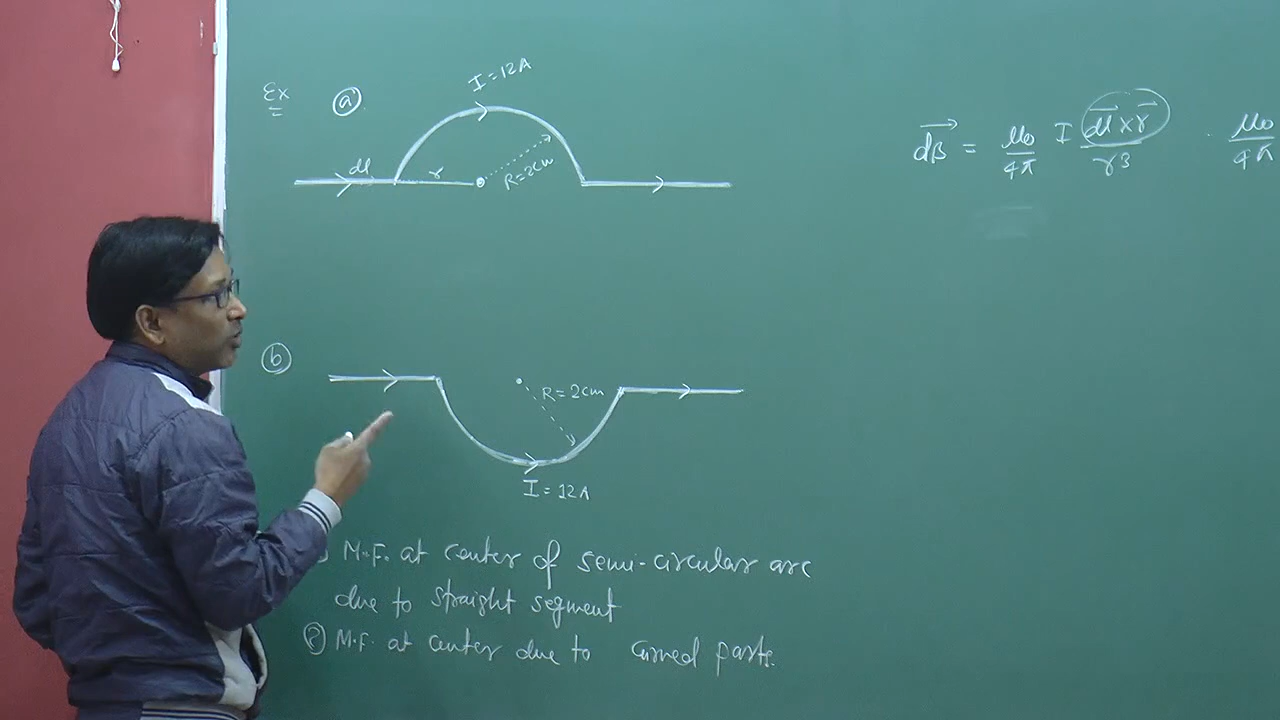 Ex
ⓐ
I = 12A
dl
r
R = 2cm
dB⃗ = μ₀/4π I dl⃗ × r⃗ / r³ . μ₀/4π
ⓑ
R = 2cm
I = 12A
M.F. at center of semi-circular arc
due to straight segment
② M.F. at center due to curved parts.